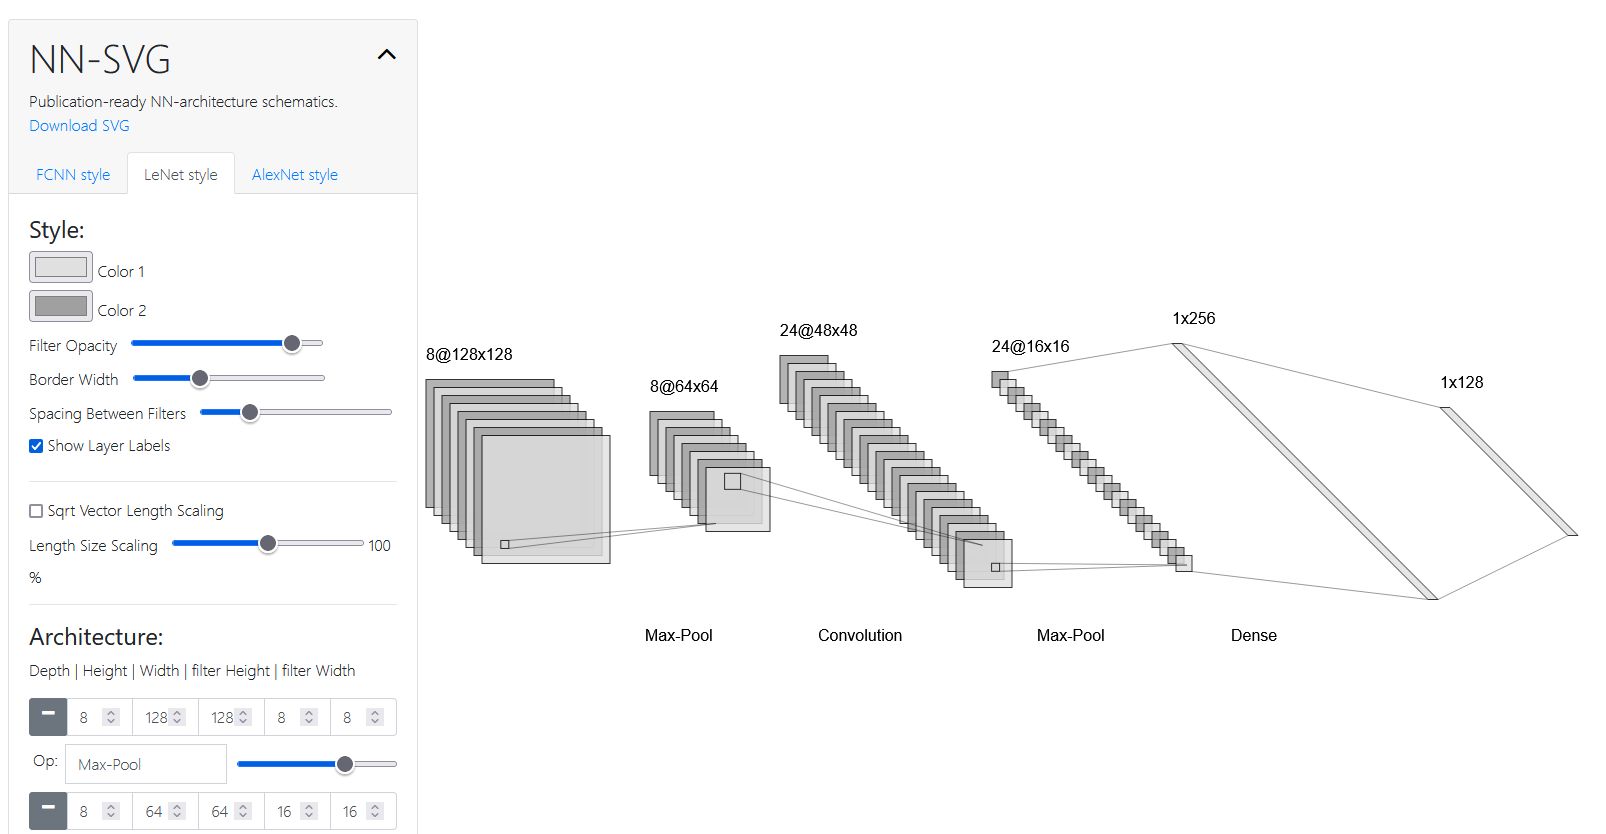 NN-SVG
Publication-ready NN-architecture schematics.
Download SVG
FCNN style
LeNet style
AlexNet style
Style:
Color 1
Color 2
Filter Opacity
Border Width
Spacing Between Filters
Show Layer Labels
Sqrt Vector Length Scaling
Length Size Scaling 100
%
Architecture:
Depth | Height | Width | filter Height | filter Width
8 128 128 8 8
Op: Max-Pool
8 64 64 16 16
8@128x128
8@64x64
24@48x48
24@16x16
1x256
1x128
Max-Pool
Convolution
Max-Pool
Dense